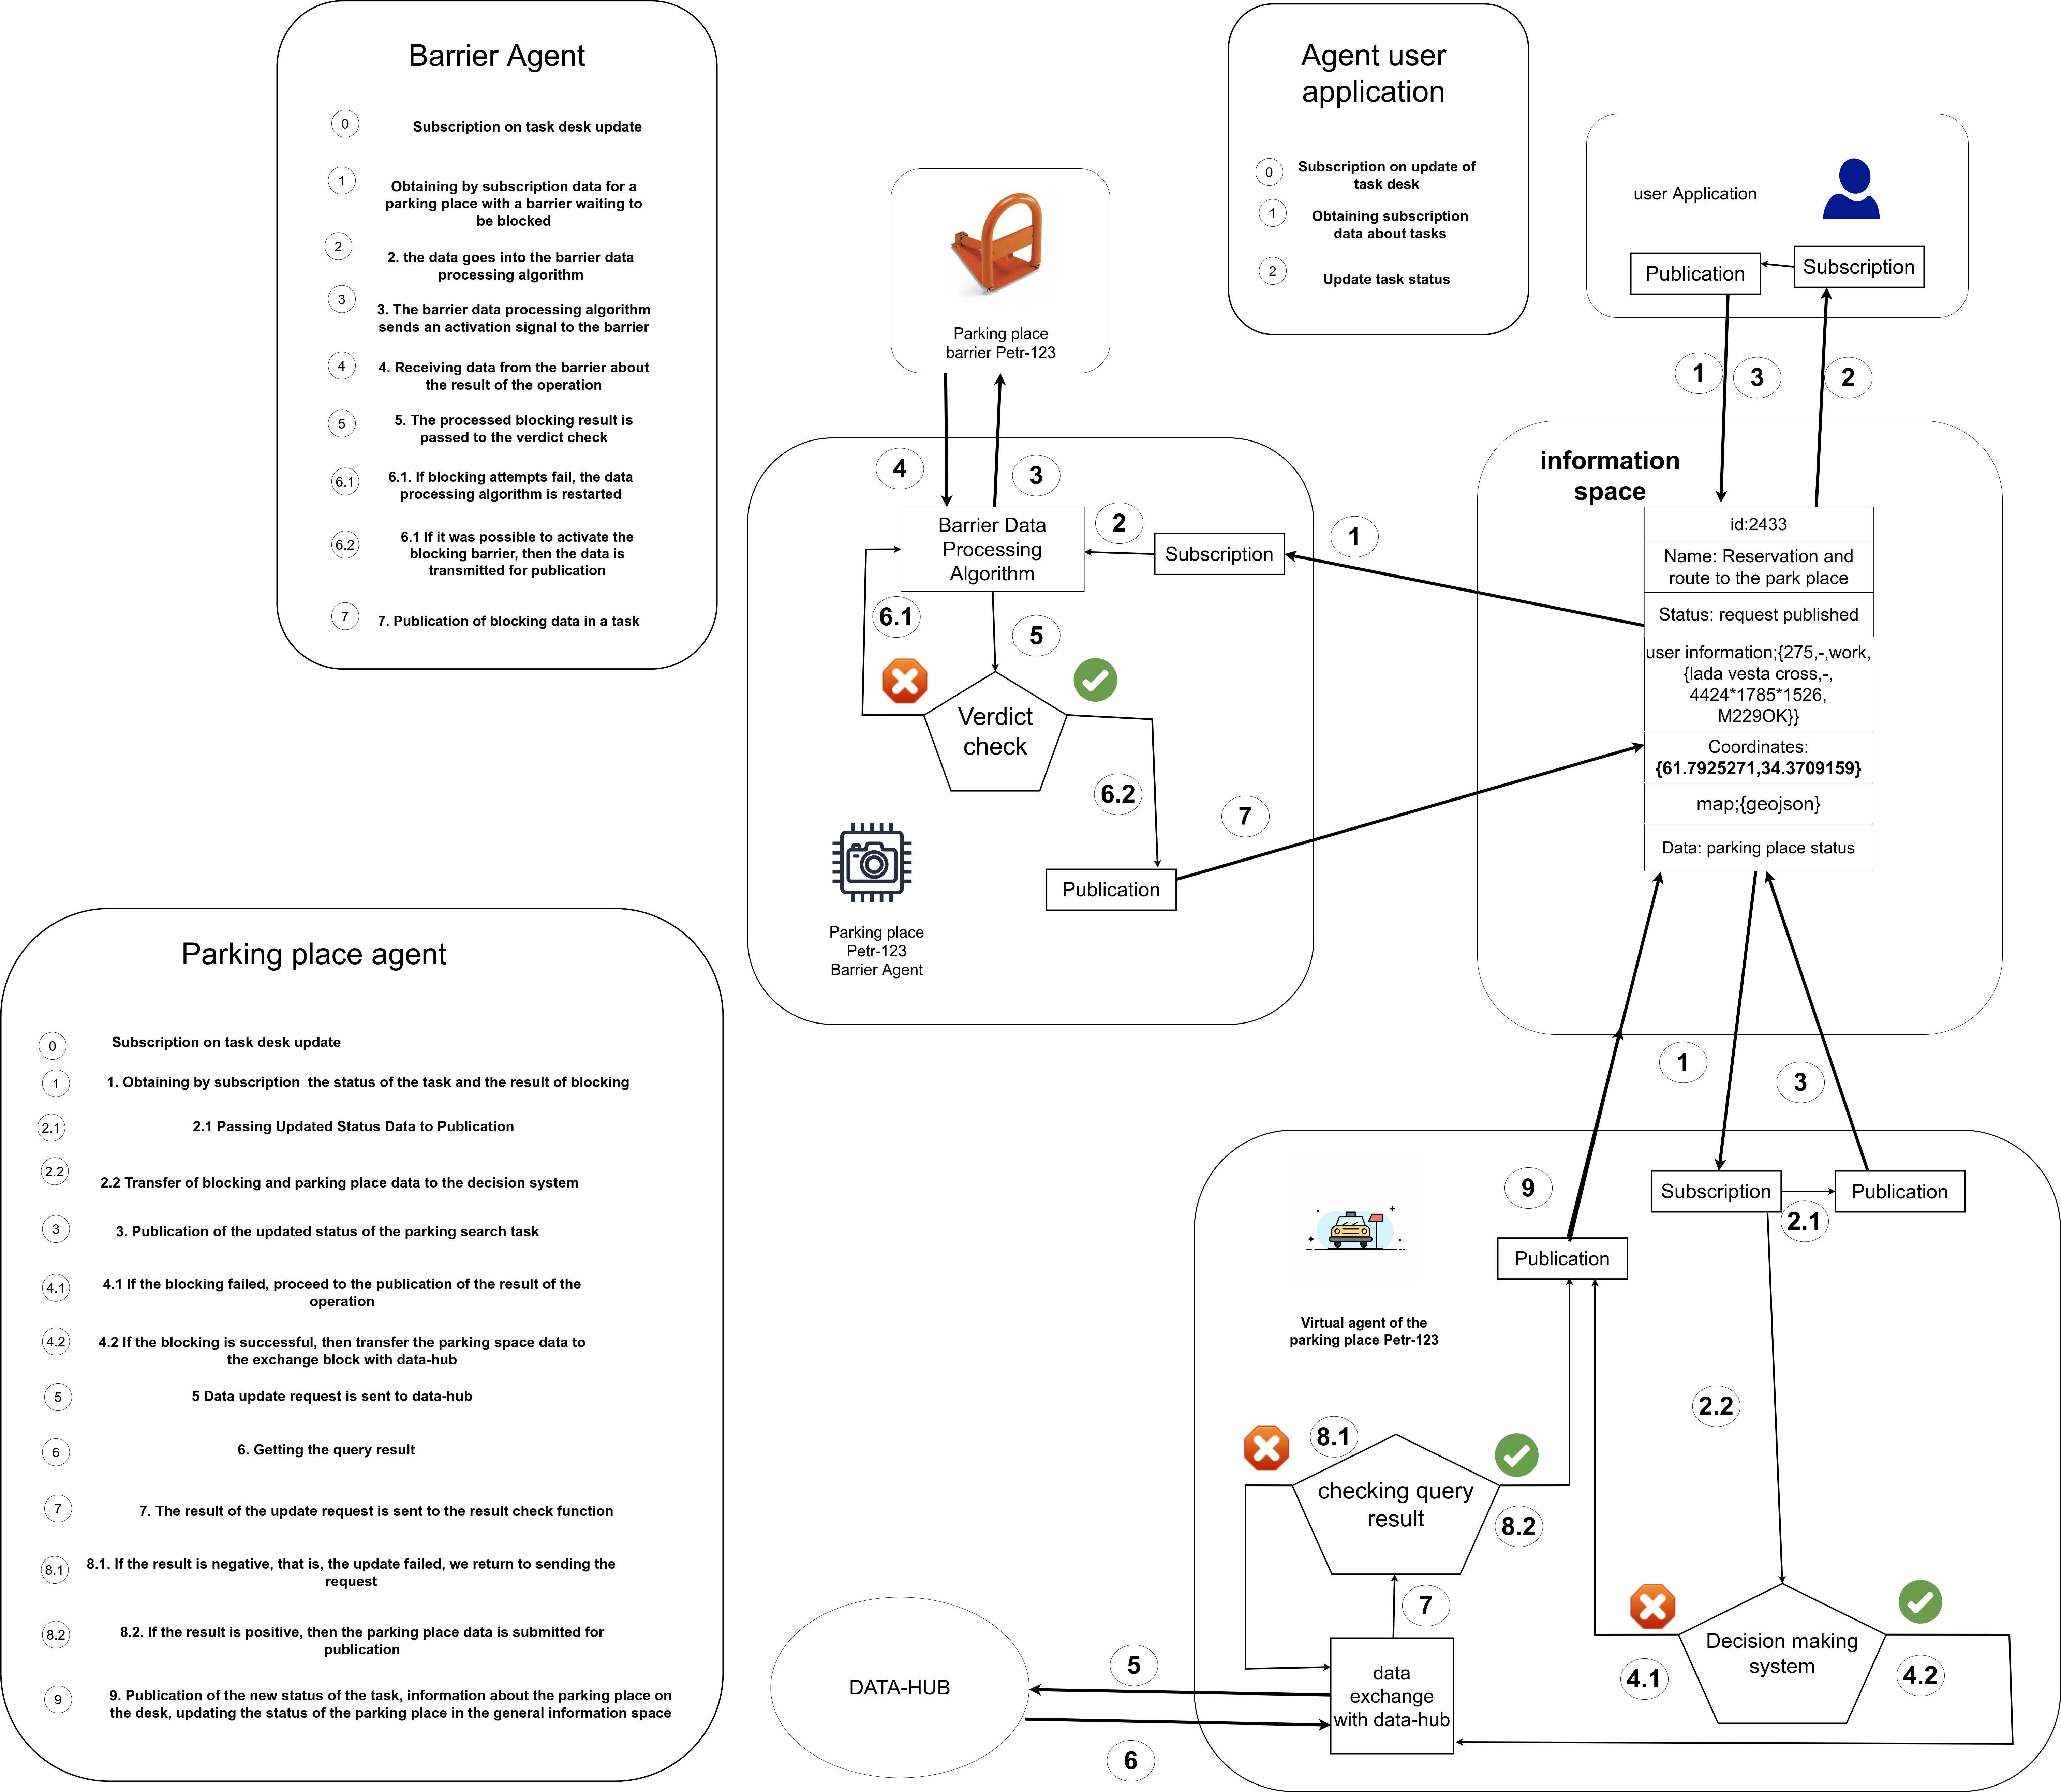 Barrier Agent
0
Subscription on task desk update
1
Obtaining by subscription data for a
parking place with a barrier waiting to
be blocked
2
2. the data goes into the barrier data
processing algorithm
3
3. The barrier data processing algorithm
sends an activation signal to the barrier
4
4. Receiving data from the barrier about
the result of the operation
5
5. The processed blocking result is
passed to the verdict check
6.1
6.1. If blocking attempts fail, the data
processing algorithm is restarted
6.2
6.1 If it was possible to activate the
blocking barrier, then the data is
transmitted for publication
7
7. Publication of blocking data in a task
Agent user
application
0
Subscription on update of
task desk
1
Obtaining subscription
data about tasks
2
Update task status
user Application
Publication
Subscription
1
3
2
Parking place
barrier Petr-123
4
3
Barrier Data
Processing
Algorithm
2
Subscription
1
6.1
5
Verdict
check
6.2
7
Publication
Parking place
Petr-123
Barrier Agent
information
space
id:2433
Name: Reservation and
route to the park place
Status: request published
user information;{275,-,work,
{lada vesta cross,-,
4424*1785*1526,
M229OK}}
Coordinates:
{61.7925271,34.3709159}
map;{geojson}
Data: parking place status
1
3
Parking place agent
0
Subscription on task desk update
1
1. Obtaining by subscription the status of the task and the result of blocking
2.1
2.1 Passing Updated Status Data to Publication
2.2
2.2 Transfer of blocking and parking place data to the decision system
3
3. Publication of the updated status of the parking search task
4.1
4.1 If the blocking failed, proceed to the publication of the result of the
operation
4.2
4.2 If the blocking is successful, then transfer the parking space data to
the exchange block with data-hub
5
5 Data update request is sent to data-hub
6
6. Getting the query result
7
7. The result of the update request is sent to the result check function
8.1
8.1. If the result is negative, that is, the update failed, we return to sending the
request
8.2
8.2. If the result is positive, then the parking place data is submitted for
publication
9
9. Publication of the new status of the task, information about the parking place on
the desk, updating the status of the parking place in the general information space
9
Subscription
2.1
Publication
Publication
Virtual agent of the
parking place Petr-123
2.2
8.1
checking query
result
8.2
7
Decision making
system
4.1
4.2
DATA-HUB
5
6
data
exchange
with data-hub